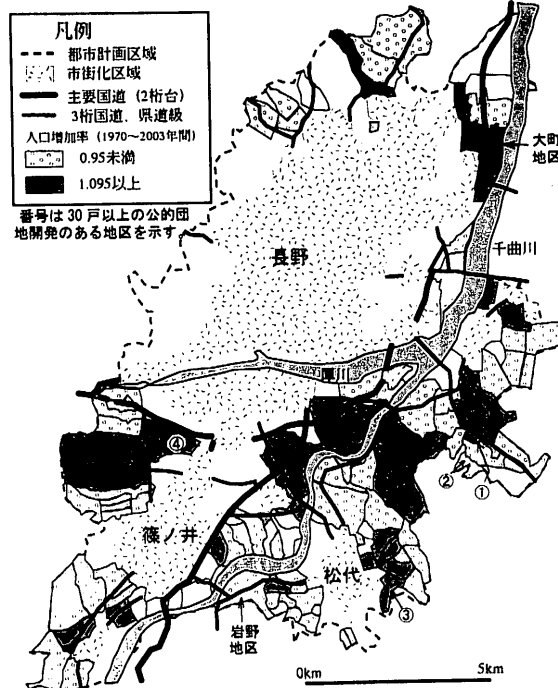 凡例
都市計画区域
市街化区域
主要国道 (2桁台)
3桁国道、県道級
人口増加率 (1970~2003年間)
0.95未満
1.095以上
番号は 30 戸以上の公的団
地開発のある地区を示す
大町
地区
千曲川
長野
犀川
④
②
①
篠ノ井
松代
③
岩野
地区
0km
5km